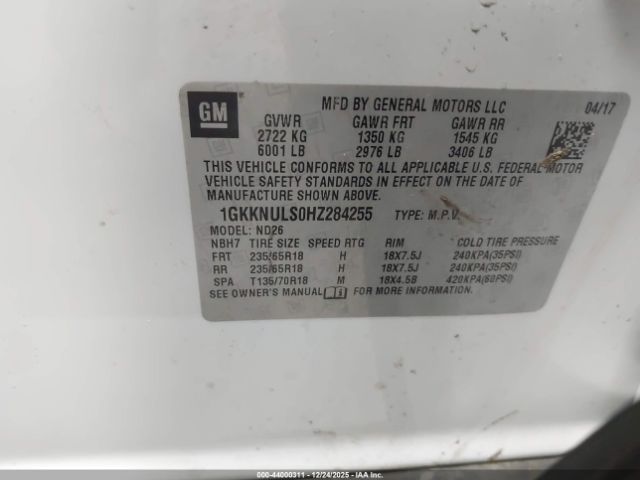 GM
MFD BY GENERAL MOTORS LLC 04/17
GVWR GAWR FRT GAWR RR
2722 KG 1350 KG 1545 KG
6001 LB 2976 LB 3406 LB
THIS VEHICLE CONFORMS TO ALL APPLICABLE U.S. FEDERAL MOTOR
VEHICLE SAFETY AND THEFT PREVENTION
STANDARDS IN EFFECT ON THE DATE OF
MANUFACTURE SHOWN ABOVE.
1GKKNULS0HZ284255 TYPE: M.P.V.
MODEL: ND26
NBH7 TIRE SIZE SPEED RTG RIM COLD TIRE PRESSURE
FRT 235/65R18 H 18X7.5J 240KPA(35PSI)
RR 235/65R18 H 18X7.5J 240KPA(35PSI)
SPA T135/70R18 M 18X4.5B 420KPA(60PSI)
SEE OWNER'S MANUAL FOR MORE INFORMATION.
000-44000311 - 12/24/2025 - IAA Inc.